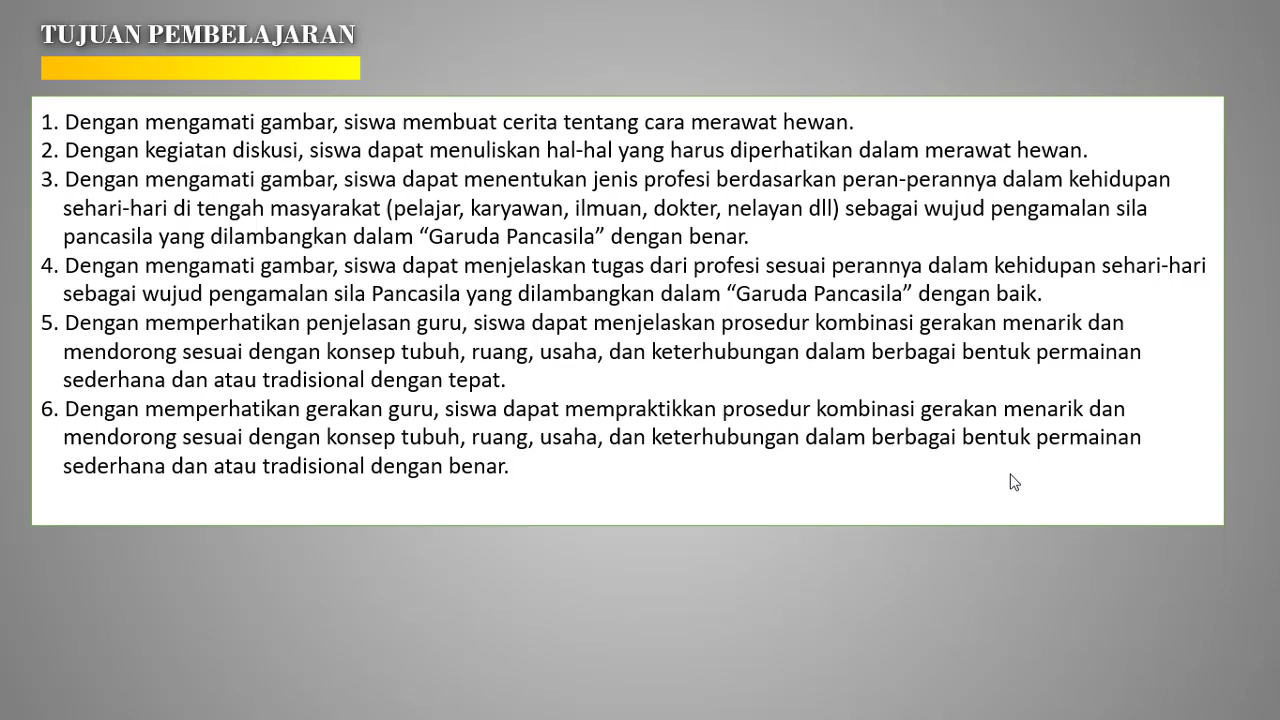 TUJUAN PEMBELAJARAN
1. Dengan mengamati gambar, siswa membuat cerita tentang cara merawat hewan.
2. Dengan kegiatan diskusi, siswa dapat menuliskan hal-hal yang harus diperhatikan dalam merawat hewan.
3. Dengan mengamati gambar, siswa dapat menentukan jenis profesi berdasarkan peran-perannya dalam kehidupan
sehari-hari di tengah masyarakat (pelajar, karyawan, ilmuan, dokter, nelayan dll) sebagai wujud pengamalan sila
pancasila yang dilambangkan dalam “Garuda Pancasila” dengan benar.
4. Dengan mengamati gambar, siswa dapat menjelaskan tugas dari profesi sesuai perannya dalam kehidupan sehari-hari
sebagai wujud pengamalan sila Pancasila yang dilambangkan dalam “Garuda Pancasila” dengan baik.
5. Dengan memperhatikan penjelasan guru, siswa dapat menjelaskan prosedur kombinasi gerakan menarik dan
mendorong sesuai dengan konsep tubuh, ruang, usaha, dan keterhubungan dalam berbagai bentuk permainan
sederhana dan atau tradisional dengan tepat.
6. Dengan memperhatikan gerakan guru, siswa dapat mempraktikkan prosedur kombinasi gerakan menarik dan
mendorong sesuai dengan konsep tubuh, ruang, usaha, dan keterhubungan dalam berbagai bentuk permainan
sederhana dan atau tradisional dengan benar.